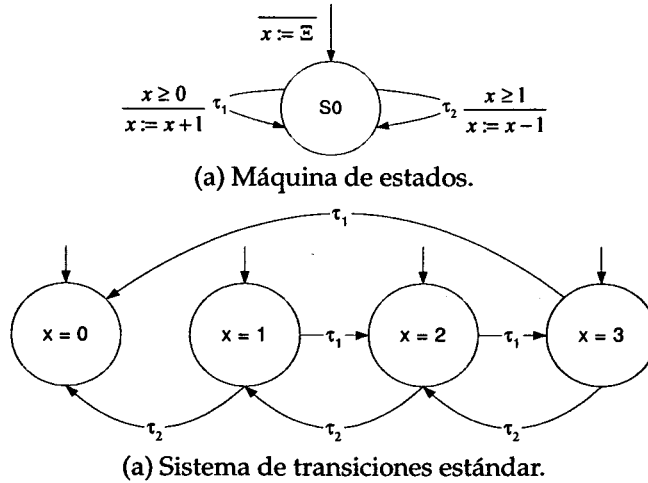 x := Ξ
x ≥ 0
x := x+1
τ1
S0
τ2
x ≥ 1
x := x−1
(a) Máquina de estados.
τ1
x = 0
x = 1
τ1
x = 2
τ1
x = 3
τ2
τ2
τ2
(a) Sistema de transiciones estándar.